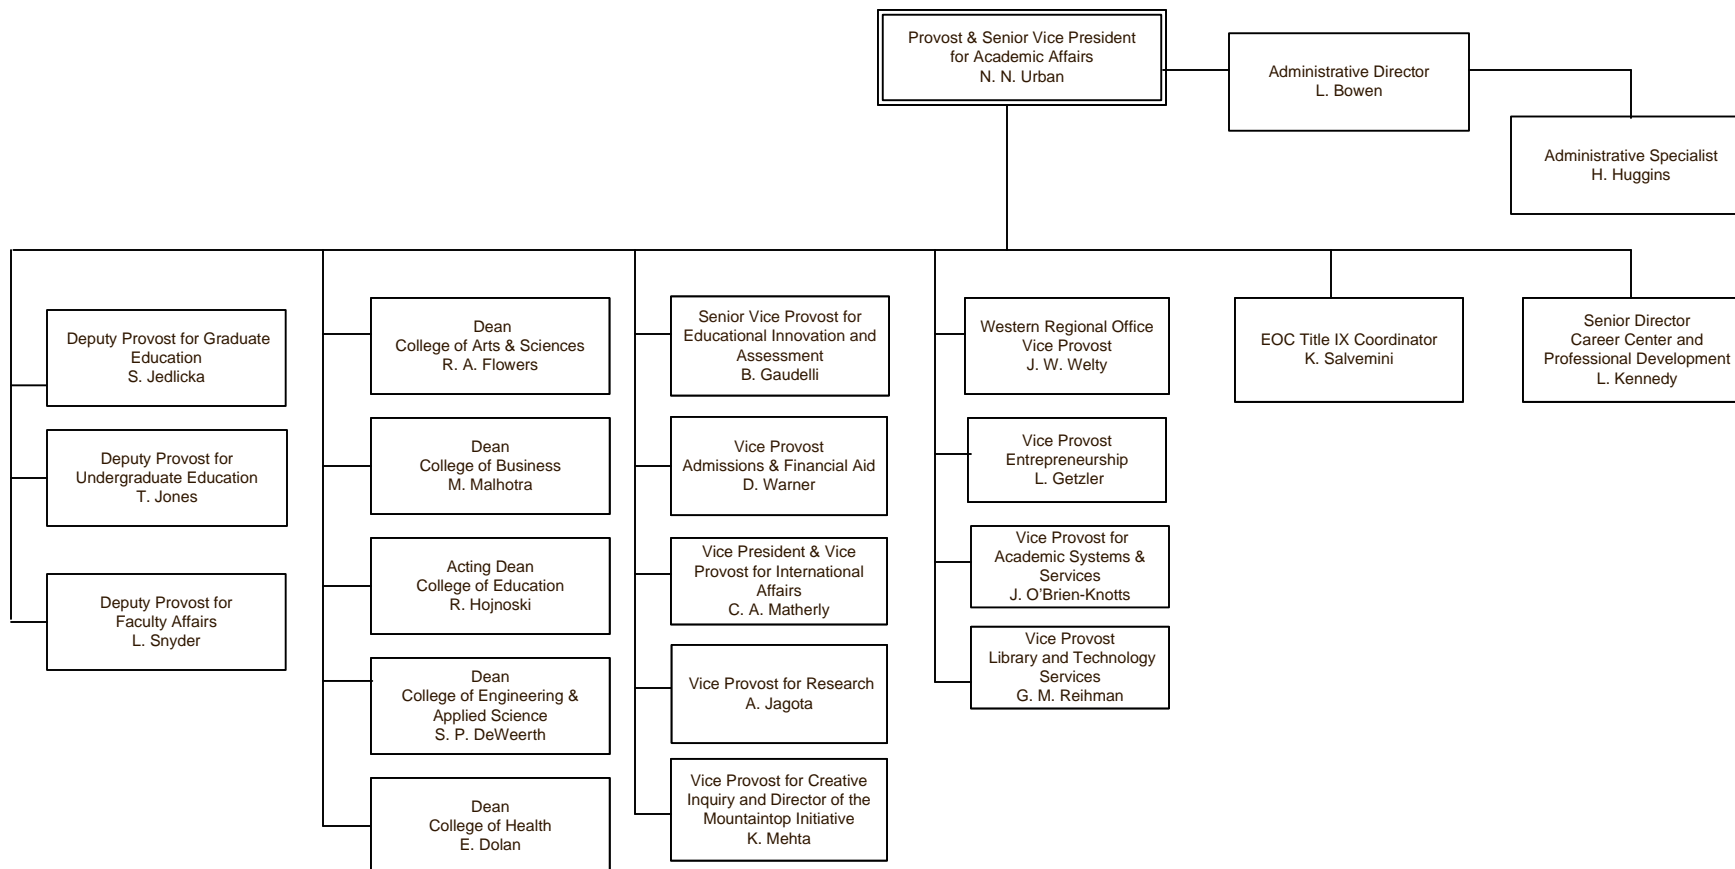 Provost & Senior Vice President
for Academic Affairs
N. N. Urban
Administrative Director
L. Bowen
Administrative Specialist
H. Huggins
Deputy Provost for Graduate
Education
S. Jedlicka
Deputy Provost for
Undergraduate Education
T. Jones
Deputy Provost for
Faculty Affairs
L. Snyder
Dean
College of Arts & Sciences
R. A. Flowers
Dean
College of Business
M. Malhotra
Acting Dean
College of Education
R. Hojnoski
Dean
College of Engineering &
Applied Science
S. P. DeWeerth
Dean
College of Health
E. Dolan
Senior Vice Provost for
Educational Innovation and
Assessment
B. Gaudelli
Vice Provost
Admissions & Financial Aid
D. Warner
Vice President & Vice
Provost for International
Affairs
C. A. Matherly
Vice Provost for Research
A. Jagota
Vice Provost for Creative
Inquiry and Director of the
Mountaintop Initiative
K. Mehta
Western Regional Office
Vice Provost
J. W. Welty
Vice Provost
Entrepreneurship
L. Getzler
Vice Provost for
Academic Systems &
Services
J. O’Brien-Knotts
Vice Provost
Library and Technology
Services
G. M. Reihman
EOC Title IX Coordinator
K. Salvemini
Senior Director
Career Center and
Professional Development
L. Kennedy